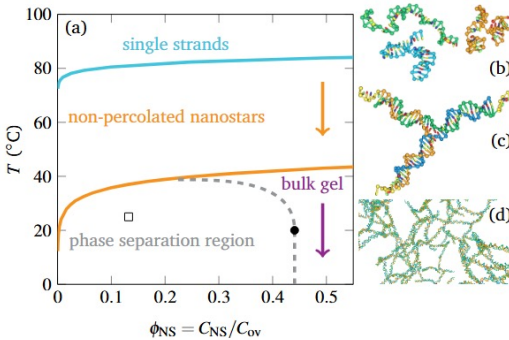 (a)
single strands
non-percolated nanostars
bulk gel
phase separation region
100
80
60
40
20
0
T (°C)
0
0.1
0.2
0.3
0.4
0.5
ϕNS = CNS/Cov
(b)
(c)
(d)